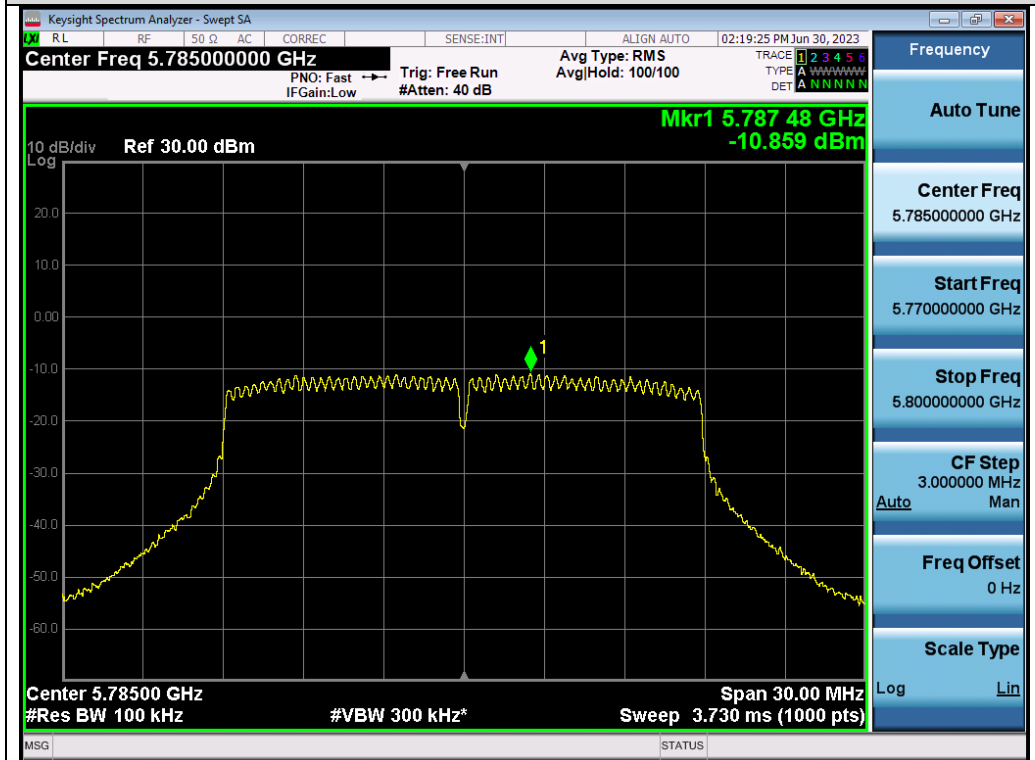 Keysight Spectrum Analyzer - Swept SA
LXI RL RF 50 Ω AC CORREC SENSE:INT ALIGN AUTO 02:19:25 PM Jun 30, 2023
Center Freq 5.785000000 GHz
PNO: Fast
IFGain:Low
Trig: Free Run
#Atten: 40 dB
Avg Type: RMS
Avg|Hold: 100/100
TRACE 1 2 3 4 5 6
TYPE A WWWWW
DET A N N N N N
Mkr1 5.787 48 GHz
-10.859 dBm
10 dB/div Ref 30.00 dBm
Log
20.0
10.0
0.00
-10.0
-20.0
-30.0
-40.0
-50.0
-60.0
1
Center 5.78500 GHz Span 30.00 MHz
#Res BW 100 kHz #VBW 300 kHz* Sweep 3.730 ms (1000 pts)
MSG STATUS
Frequency
Auto Tune
Center Freq
5.785000000 GHz
Start Freq
5.770000000 GHz
Stop Freq
5.800000000 GHz
CF Step
3.000000 MHz
Auto Man
Freq Offset
0 Hz
Scale Type
Log Lin